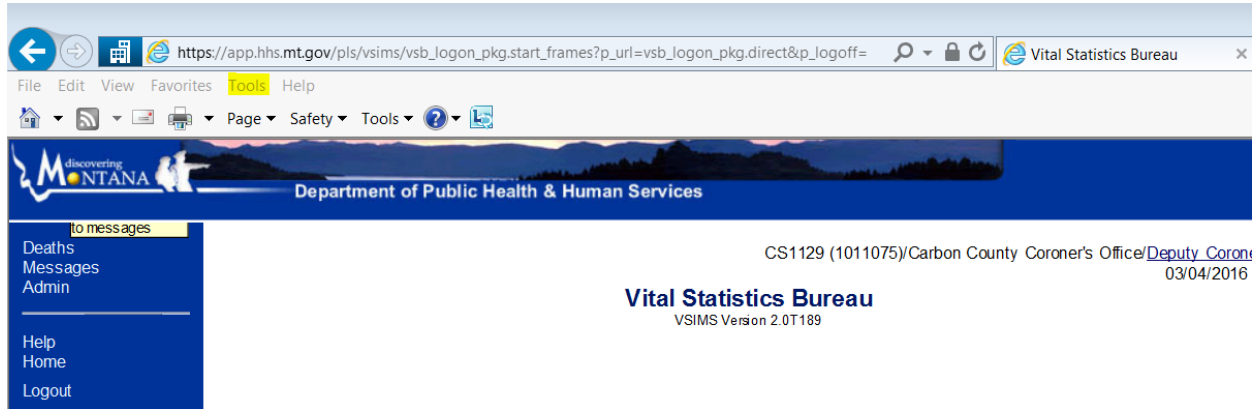 https://app.hhs.mt.gov/pls/vsims/vsb_logon_pkg.start_frames?p_url=vsb_logon_pkg.direct&p_logoff=
Vital Statistics Bureau
File Edit View Favorites Tools Help
Page Safety Tools
discovering
MONTANA
Department of Public Health & Human Services
to messages
Deaths
Messages
Admin
Help
Home
Logout
CS1129 (1011075)/Carbon County Coroner's Office/Deputy Corone
03/04/2016
Vital Statistics Bureau
VSIMS Version 2.0T189